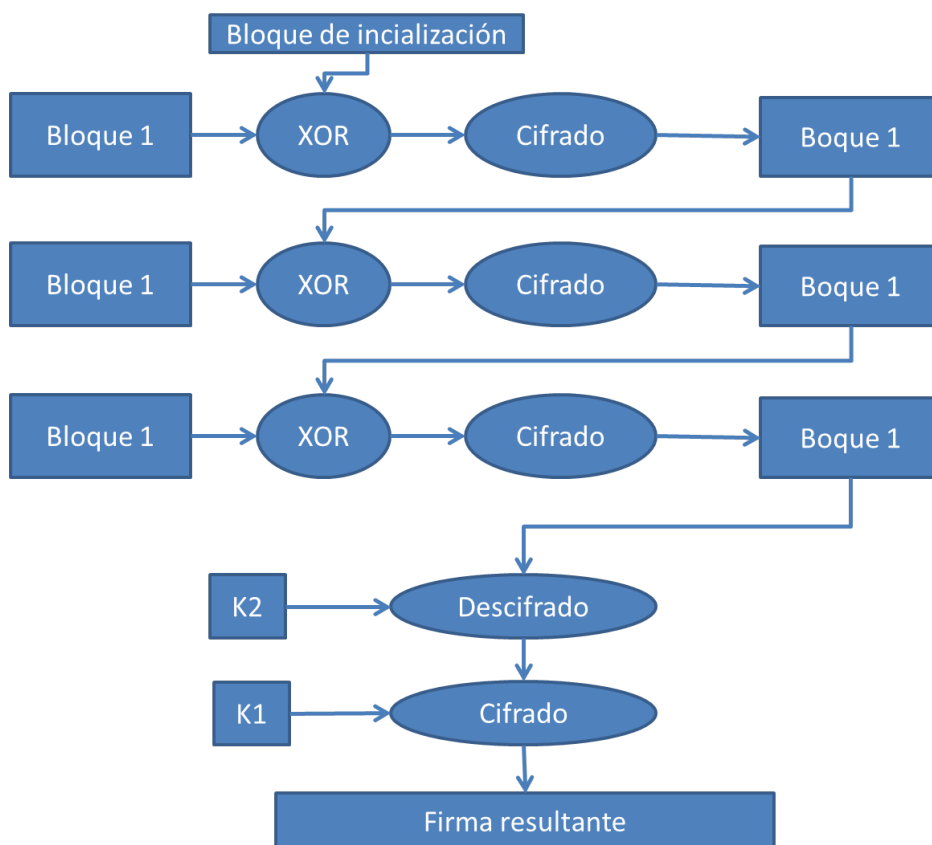 Bloque de incialización
Bloque 1
XOR
Cifrado
Boque 1
Bloque 1
XOR
Cifrado
Boque 1
Bloque 1
XOR
Cifrado
Boque 1
K2
Descifrado
K1
Cifrado
Firma resultante